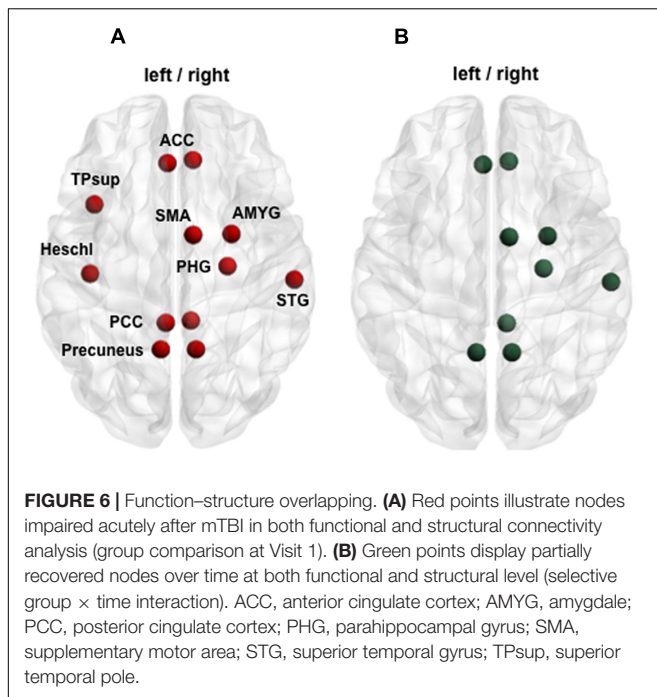 A
B
left / right
left / right
ACC
TPsup
SMA
AMYG
Heschl
PHG
STG
PCC
Precuneus
FIGURE 6 | Function–structure overlapping. (A) Red points illustrate nodes
impaired acutely after mTBI in both functional and structural connectivity
analysis (group comparison at Visit 1). (B) Green points display partially
recovered nodes over time at both functional and structural level (selective
group × time interaction). ACC, anterior cingulate cortex; AMYG, amygdale;
PCC, posterior cingulate cortex; PHG, parahippocampal gyrus; SMA,
supplementary motor area; STG, superior temporal gyrus; TPsup, superior
temporal pole.